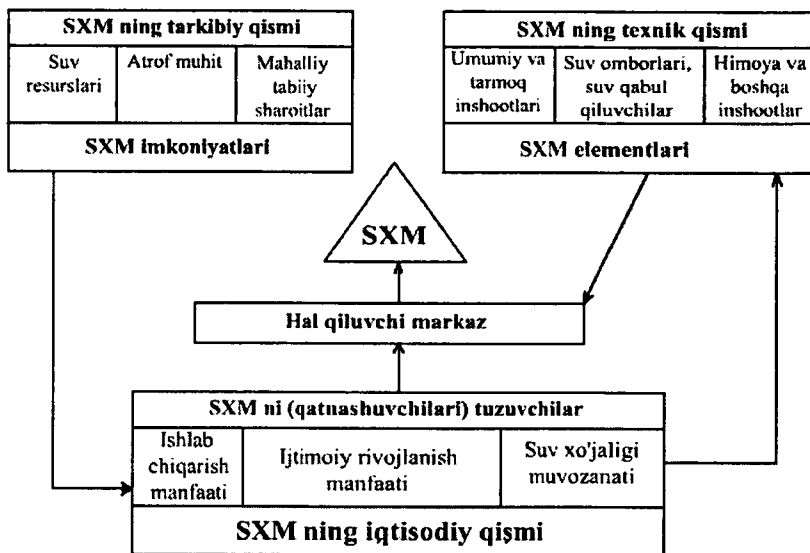 SXM ning tarkibiy qismi
Suv
resurslari
Atrof muhit
Mahalliy
tabiiy
sharoitlar
SXM imkoniyatlari
SXM ning texnik qismi
Umumiy va
tarmoq
inshootlari
Suv omborlari,
suv qabul
qiluvchilar
Himoya va
boshqa
inshootlar
SXM elementlari
SXM
Hal qiluvchi markaz
SXM ni (qatnashuvchilari) tuzuvchilar
Ishlab
chiqarish
manfaati
Ijtimoiy rivojlanish
manfaati
Suv xo'jaligi
muvozanati
SXM ning iqtisodiy qişmi